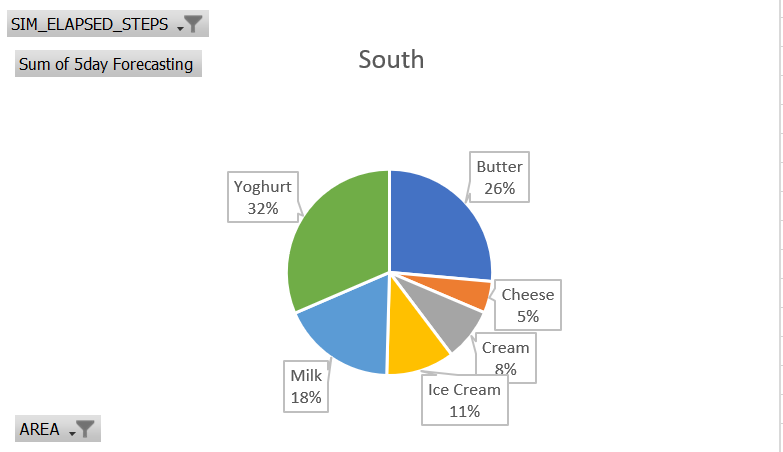 SIM_ELAPSED_STEPS
Sum of 5day Forecasting
South
Butter
26%
Yoghurt
32%
Cheese
5%
Cream
8%
Milk
18%
Ice Cream
11%
AREA